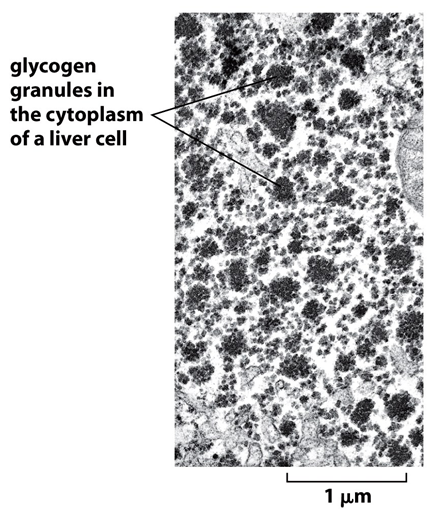 glycogen
granules in
the cytoplasm
of a liver cell
1 μm